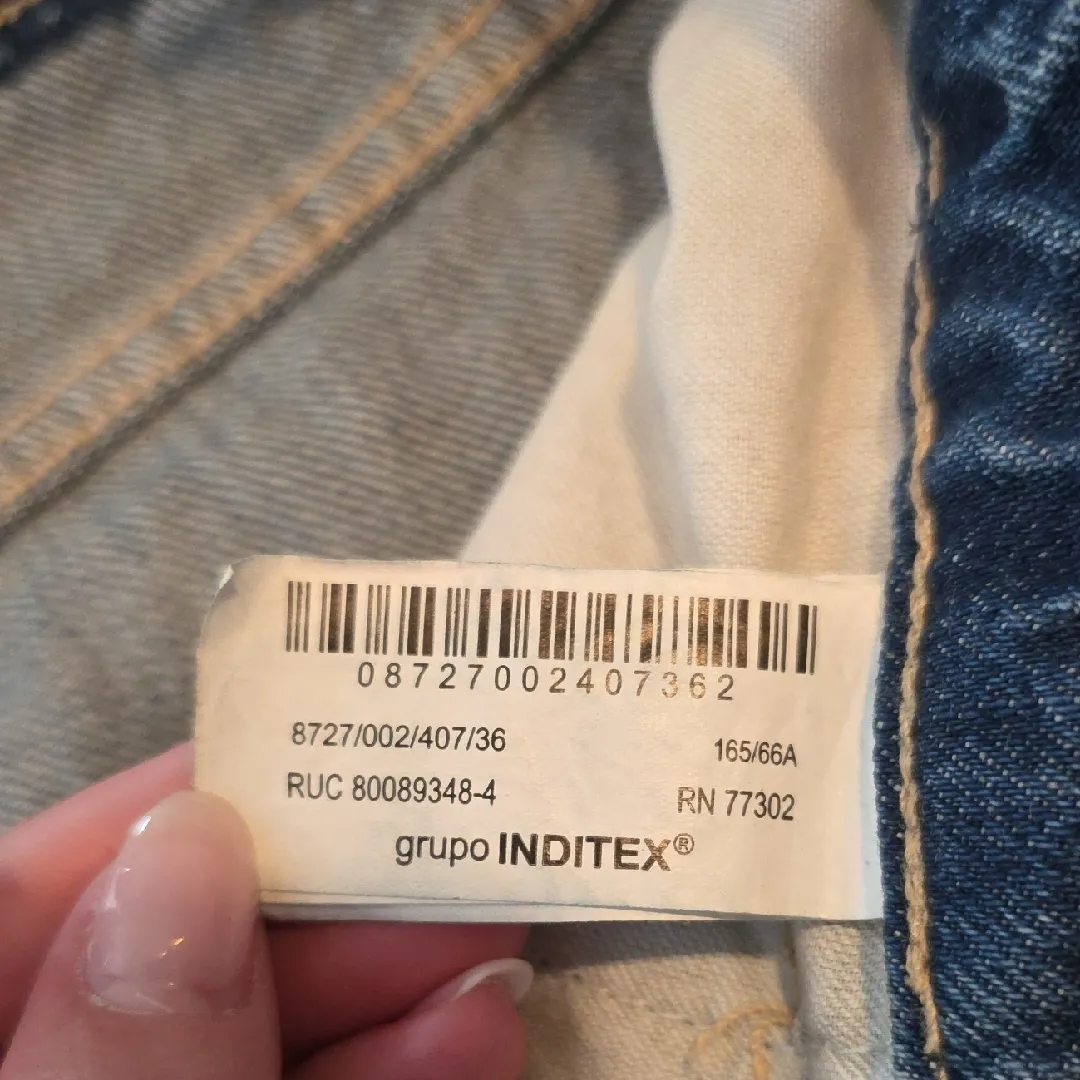 08727002407362
8727/002/407/36
165/66A
RUC 80089348-4
RN 77302
grupo INDITEX®